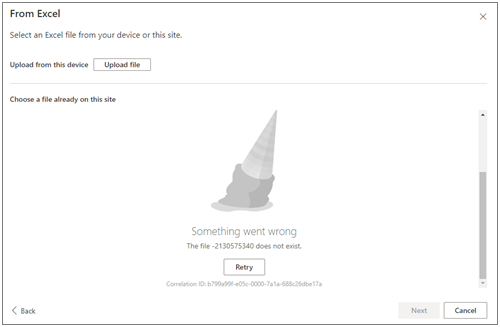 From Excel
Select an Excel file from your device or this site.
Upload from this device
Upload file
Choose a file already on this site
Something went wrong
The file -2130575340 does not exist.
Retry
Correlation ID: b799a99f-e05c-0000-7a1a-688c26dbe17a
Back
Next
Cancel